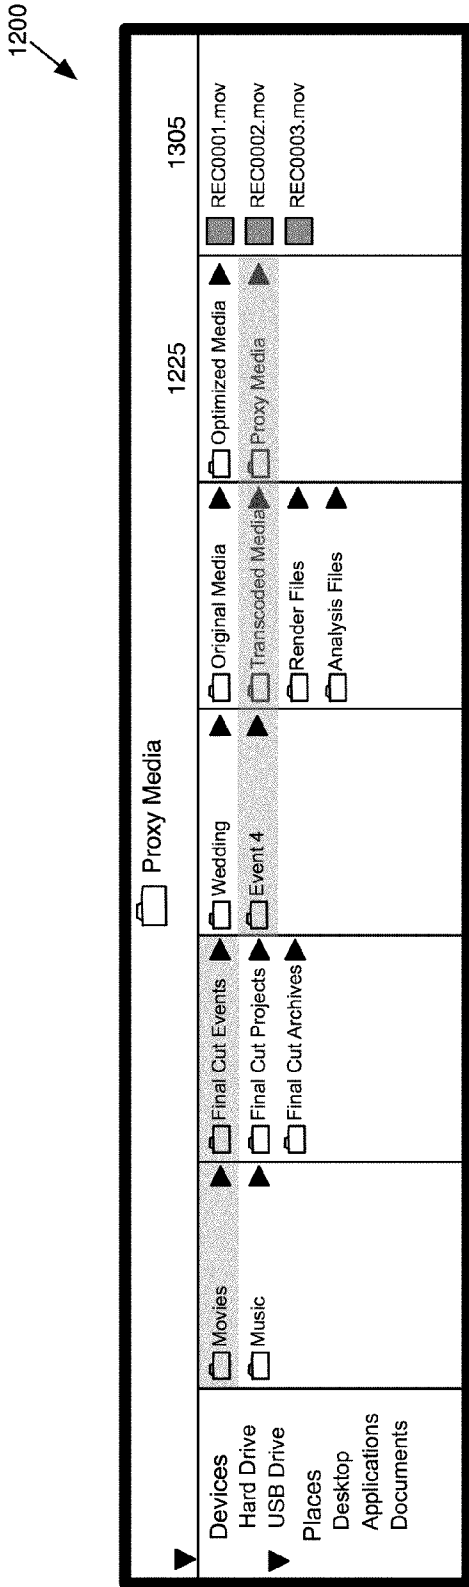 1200
Proxy Media
1225
1305
Devices
Hard Drive
USB Drive
Places
Desktop
Applications
Documents
Movies
Music
Final Cut Events
Final Cut Projects
Final Cut Archives
Wedding
Event 4
Original Media
Transcoded Media
Render Files
Analysis Files
Optimized Media
Proxy Media
REC0001.mov
REC0002.mov
REC0003.mov